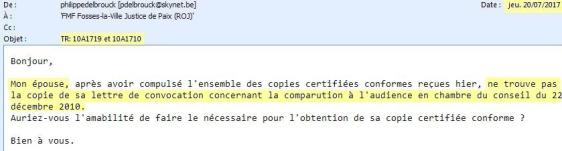 De : philippedelbrouck [pdelbrouck@skynet.be] Date : jeu. 20/07/2017
À : 'FMF Fosses-la-Ville Justice de Paix (ROJ)'
Cc :
Objet : TR: 10A1719 et 10A1710
Bonjour,
Mon épouse, après avoir compulsé l'ensemble des copies certifiées conformes reçues hier, ne trouve pas
la copie de sa lettre de convocation concernant la comparution à l'audience en chambre du conseil du 22
décembre 2010.
Auriez-vous l'amabilité de faire le nécessaire pour l'obtention de sa copie certifiée conforme ?
Bien à vous.